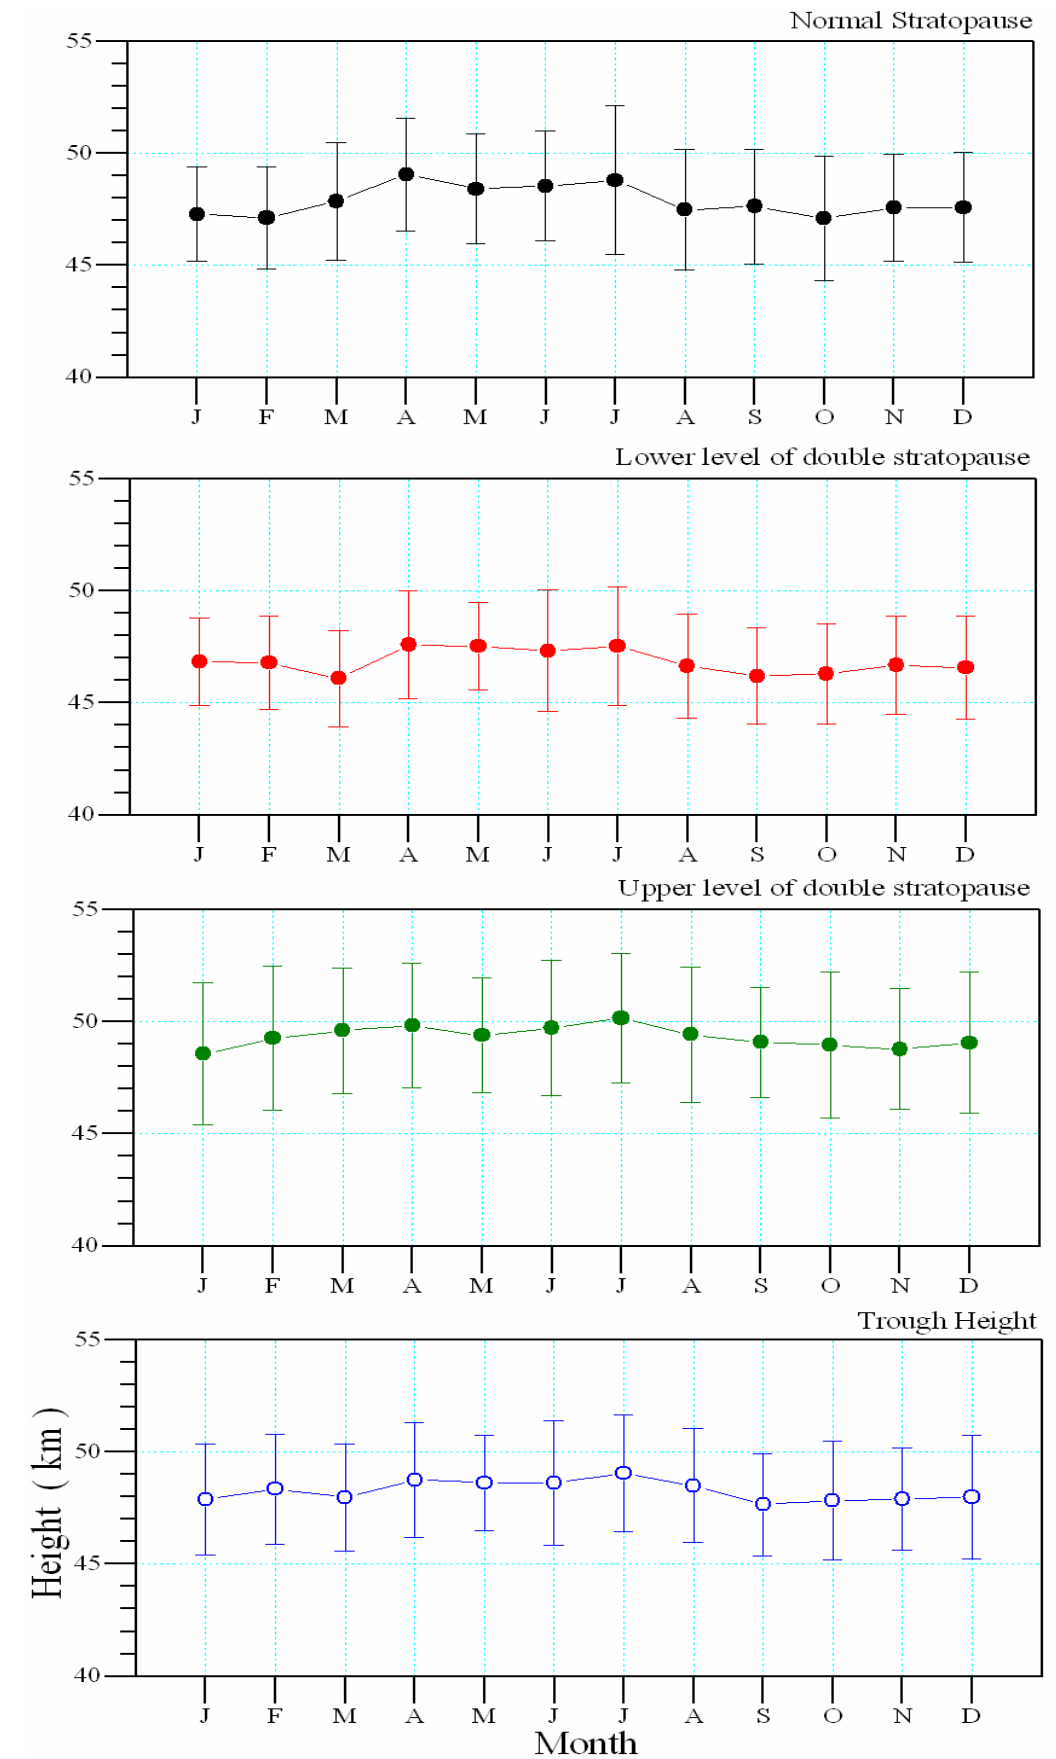 Normal Stratopause
55
50
45
40
J F M A M J J A S O N D
Lower level of double stratopause
55
50
45
40
J F M A M J J A S O N D
Upper level of double stratopause
55
50
45
40
J F M A M J J A S O N D
Trough Height
55
50
45
40
Height ( km )
J F M A M J J A S O N D
Month